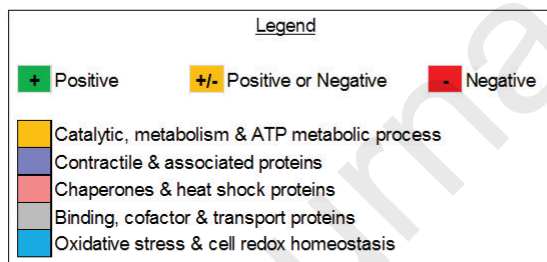 Legend
+ Positive +/- Positive or Negative - Negative
Catalytic, metabolism & ATP metabolic process
Contractile & associated proteins
Chaperones & heat shock proteins
Binding, cofactor & transport proteins
Oxidative stress & cell redox homeostasis